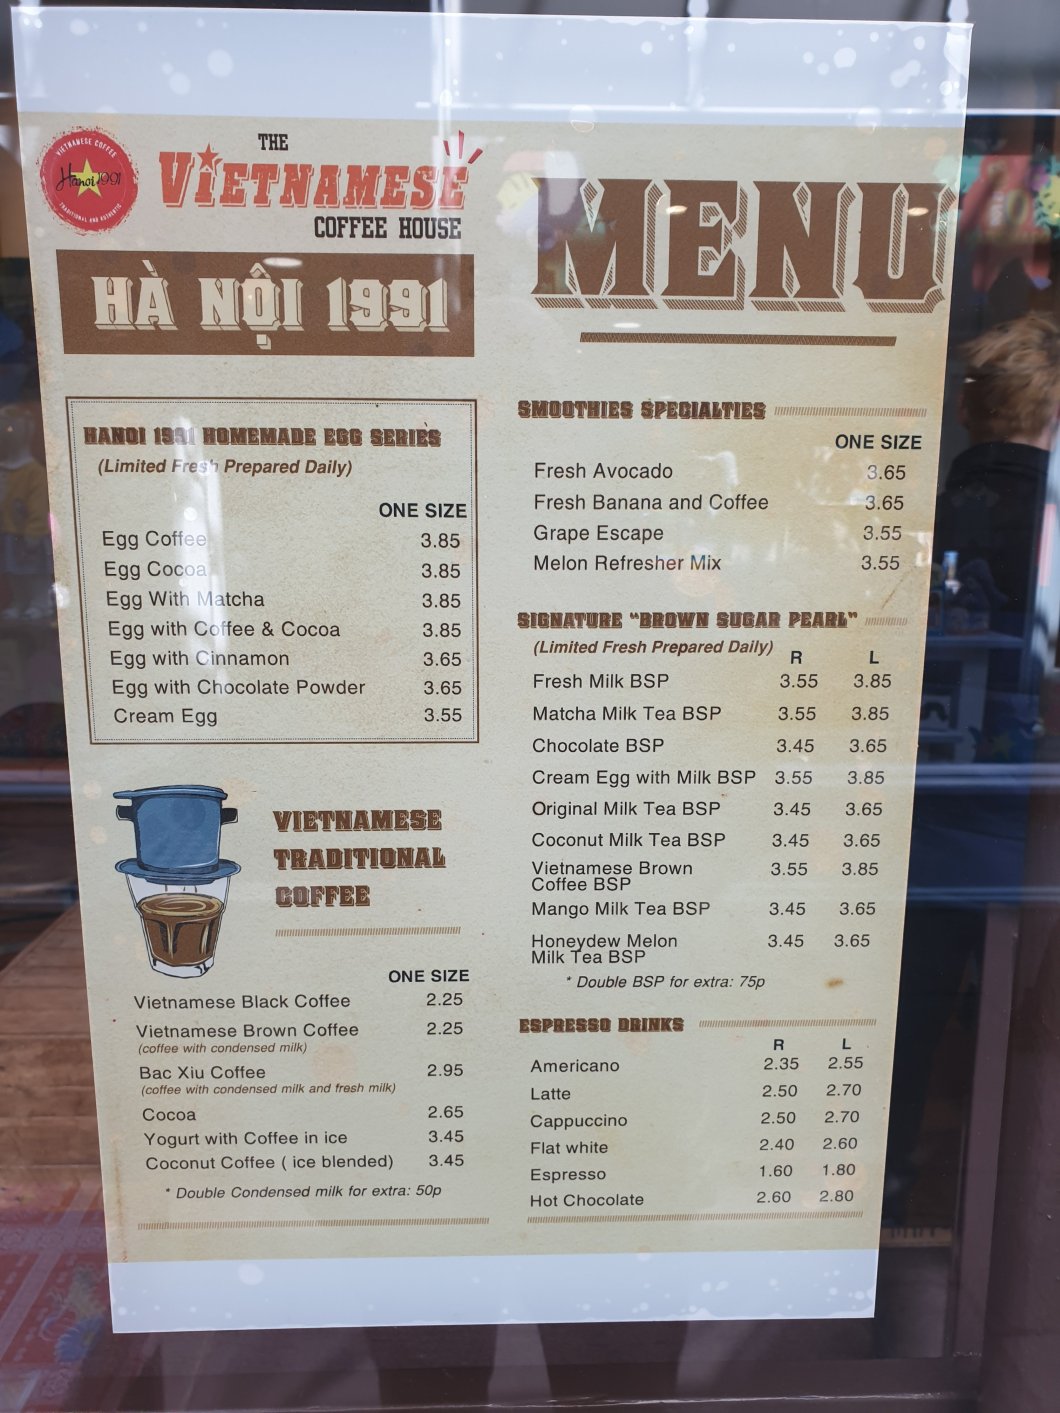 VIETNAMESE COFFEE
Hanoi 1991
TRADITIONAL AND AUTHENTIC
THE
VIETNAMESE
COFFEE HOUSE
HÀ NỘI 1991
MENU
HANOI 1991 HOMEMADE EGG SERIES
(Limited Fresh Prepared Daily)
ONE SIZE
Egg Coffee 3.85
Egg Cocoa 3.85
Egg With Matcha 3.85
Egg with Coffee & Cocoa 3.85
Egg with Cinnamon 3.65
Egg with Chocolate Powder 3.65
Cream Egg 3.55
VIETNAMESE
TRADITIONAL
COFFEE
ONE SIZE
Vietnamese Black Coffee 2.25
Vietnamese Brown Coffee 2.25
(coffee with condensed milk)
Bac Xiu Coffee 2.95
(coffee with condensed milk and fresh milk)
Cocoa 2.65
Yogurt with Coffee in ice 3.45
Coconut Coffee ( ice blended) 3.45
* Double Condensed milk for extra: 50p
SMOOTHIES SPECIALTIES
ONE SIZE
Fresh Avocado 3.65
Fresh Banana and Coffee 3.65
Grape Escape 3.55
Melon Refresher Mix 3.55
SIGNATURE “BROWN SUGAR PEARL”
(Limited Fresh Prepared Daily) R L
Fresh Milk BSP 3.55 3.85
Matcha Milk Tea BSP 3.55 3.85
Chocolate BSP 3.45 3.65
Cream Egg with Milk BSP 3.55 3.85
Original Milk Tea BSP 3.45 3.65
Coconut Milk Tea BSP 3.45 3.65
Vietnamese Brown 3.55 3.85
Coffee BSP
Mango Milk Tea BSP 3.45 3.65
Honeydew Melon 3.45 3.65
Milk Tea BSP
* Double BSP for extra: 75p
ESPRESSO DRINKS
R L
Americano 2.35 2.55
Latte 2.50 2.70
Cappuccino 2.50 2.70
Flat white 2.40 2.60
Espresso 1.60 1.80
Hot Chocolate 2.60 2.80